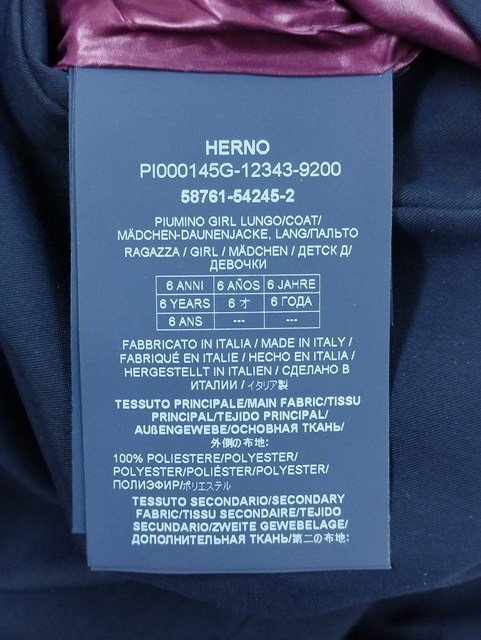 HERNO
PI000145G-12343-9200
58761-54245-2
PIUMINO GIRL LUNGO/COAT/
MÄDCHEN-DAUNENJACKE, LANG/ПАЛЬТО
RAGAZZA / GIRL / MÄDCHEN / ДЕТСК Д/
ДЕВОЧКИ
6 ANNI 6 AÑOS 6 JAHRE
6 YEARS 6 才 6 ГОДА
6 ANS --- ---
FABBRICATO IN ITALIA / MADE IN ITALY /
FABRIQUÉ EN ITALIE / HECHO EN ITALIA /
HERGESTELLT IN ITALIEN / СДЕЛАНО В
ИТАЛИИ / イタリア製
TESSUTO PRINCIPALE/MAIN FABRIC/TISSU
PRINCIPAL/TEJIDO PRINCIPAL/
AUßENGEWEBE/ОСНОВНАЯ ТКАНЬ/
外側の布地:
100% POLIESTERE/POLYESTER/
POLYESTER/POLIÉSTER/POLYESTER/
ПОЛИЭФИР/ポリエステル
TESSUTO SECONDARIO/SECONDARY
FABRIC/TISSU SECONDAIRE/TEJIDO
SECUNDARIO/ZWEITE GEWEBELAGE/
ДОПОЛНИТЕЛЬНАЯ ТКАНЬ/第二の布地: